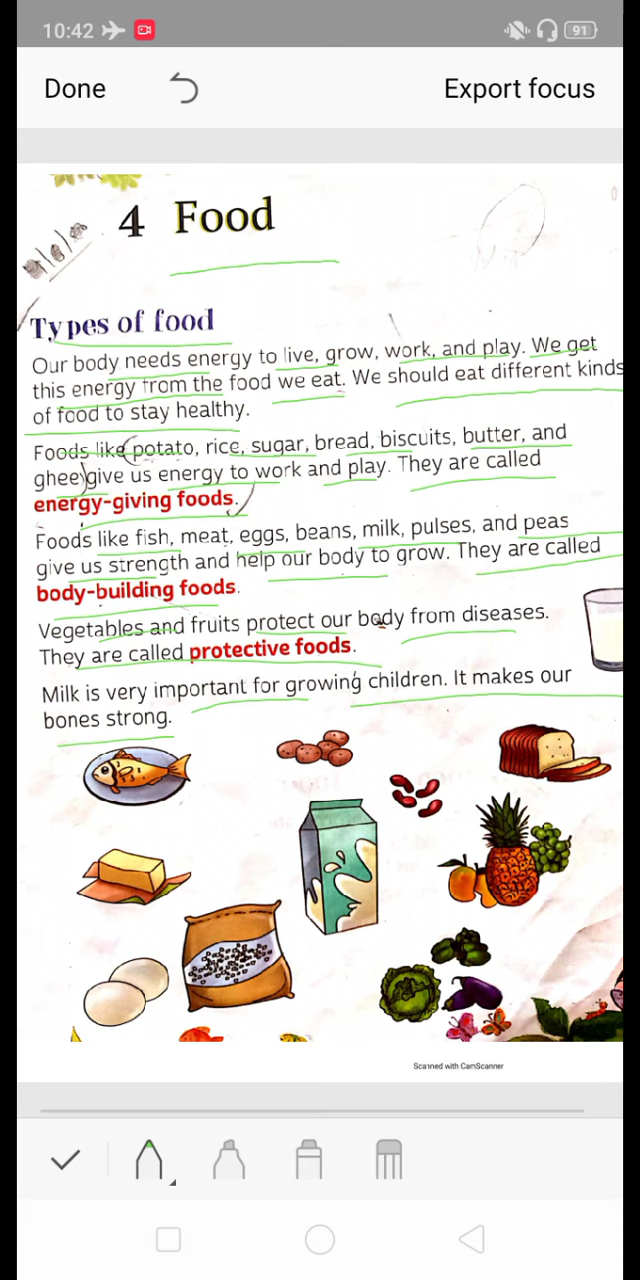 10:42
91
Done
Export focus
4 Food
Types of food
Our body needs energy to live, grow, work, and play. We get
this energy from the food we eat. We should eat different kinds
of food to stay healthy.
Foods like potato, rice, sugar, bread, biscuits, butter, and
ghee give us energy to work and play. They are called
energy-giving foods.
Foods like fish, meat, eggs, beans, milk, pulses, and peas
give us strength and help our body to grow. They are called
body-building foods.
Vegetables and fruits protect our body from diseases.
They are called protective foods.
Milk is very important for growing children. It makes our
bones strong.
Scanned with CamScanner